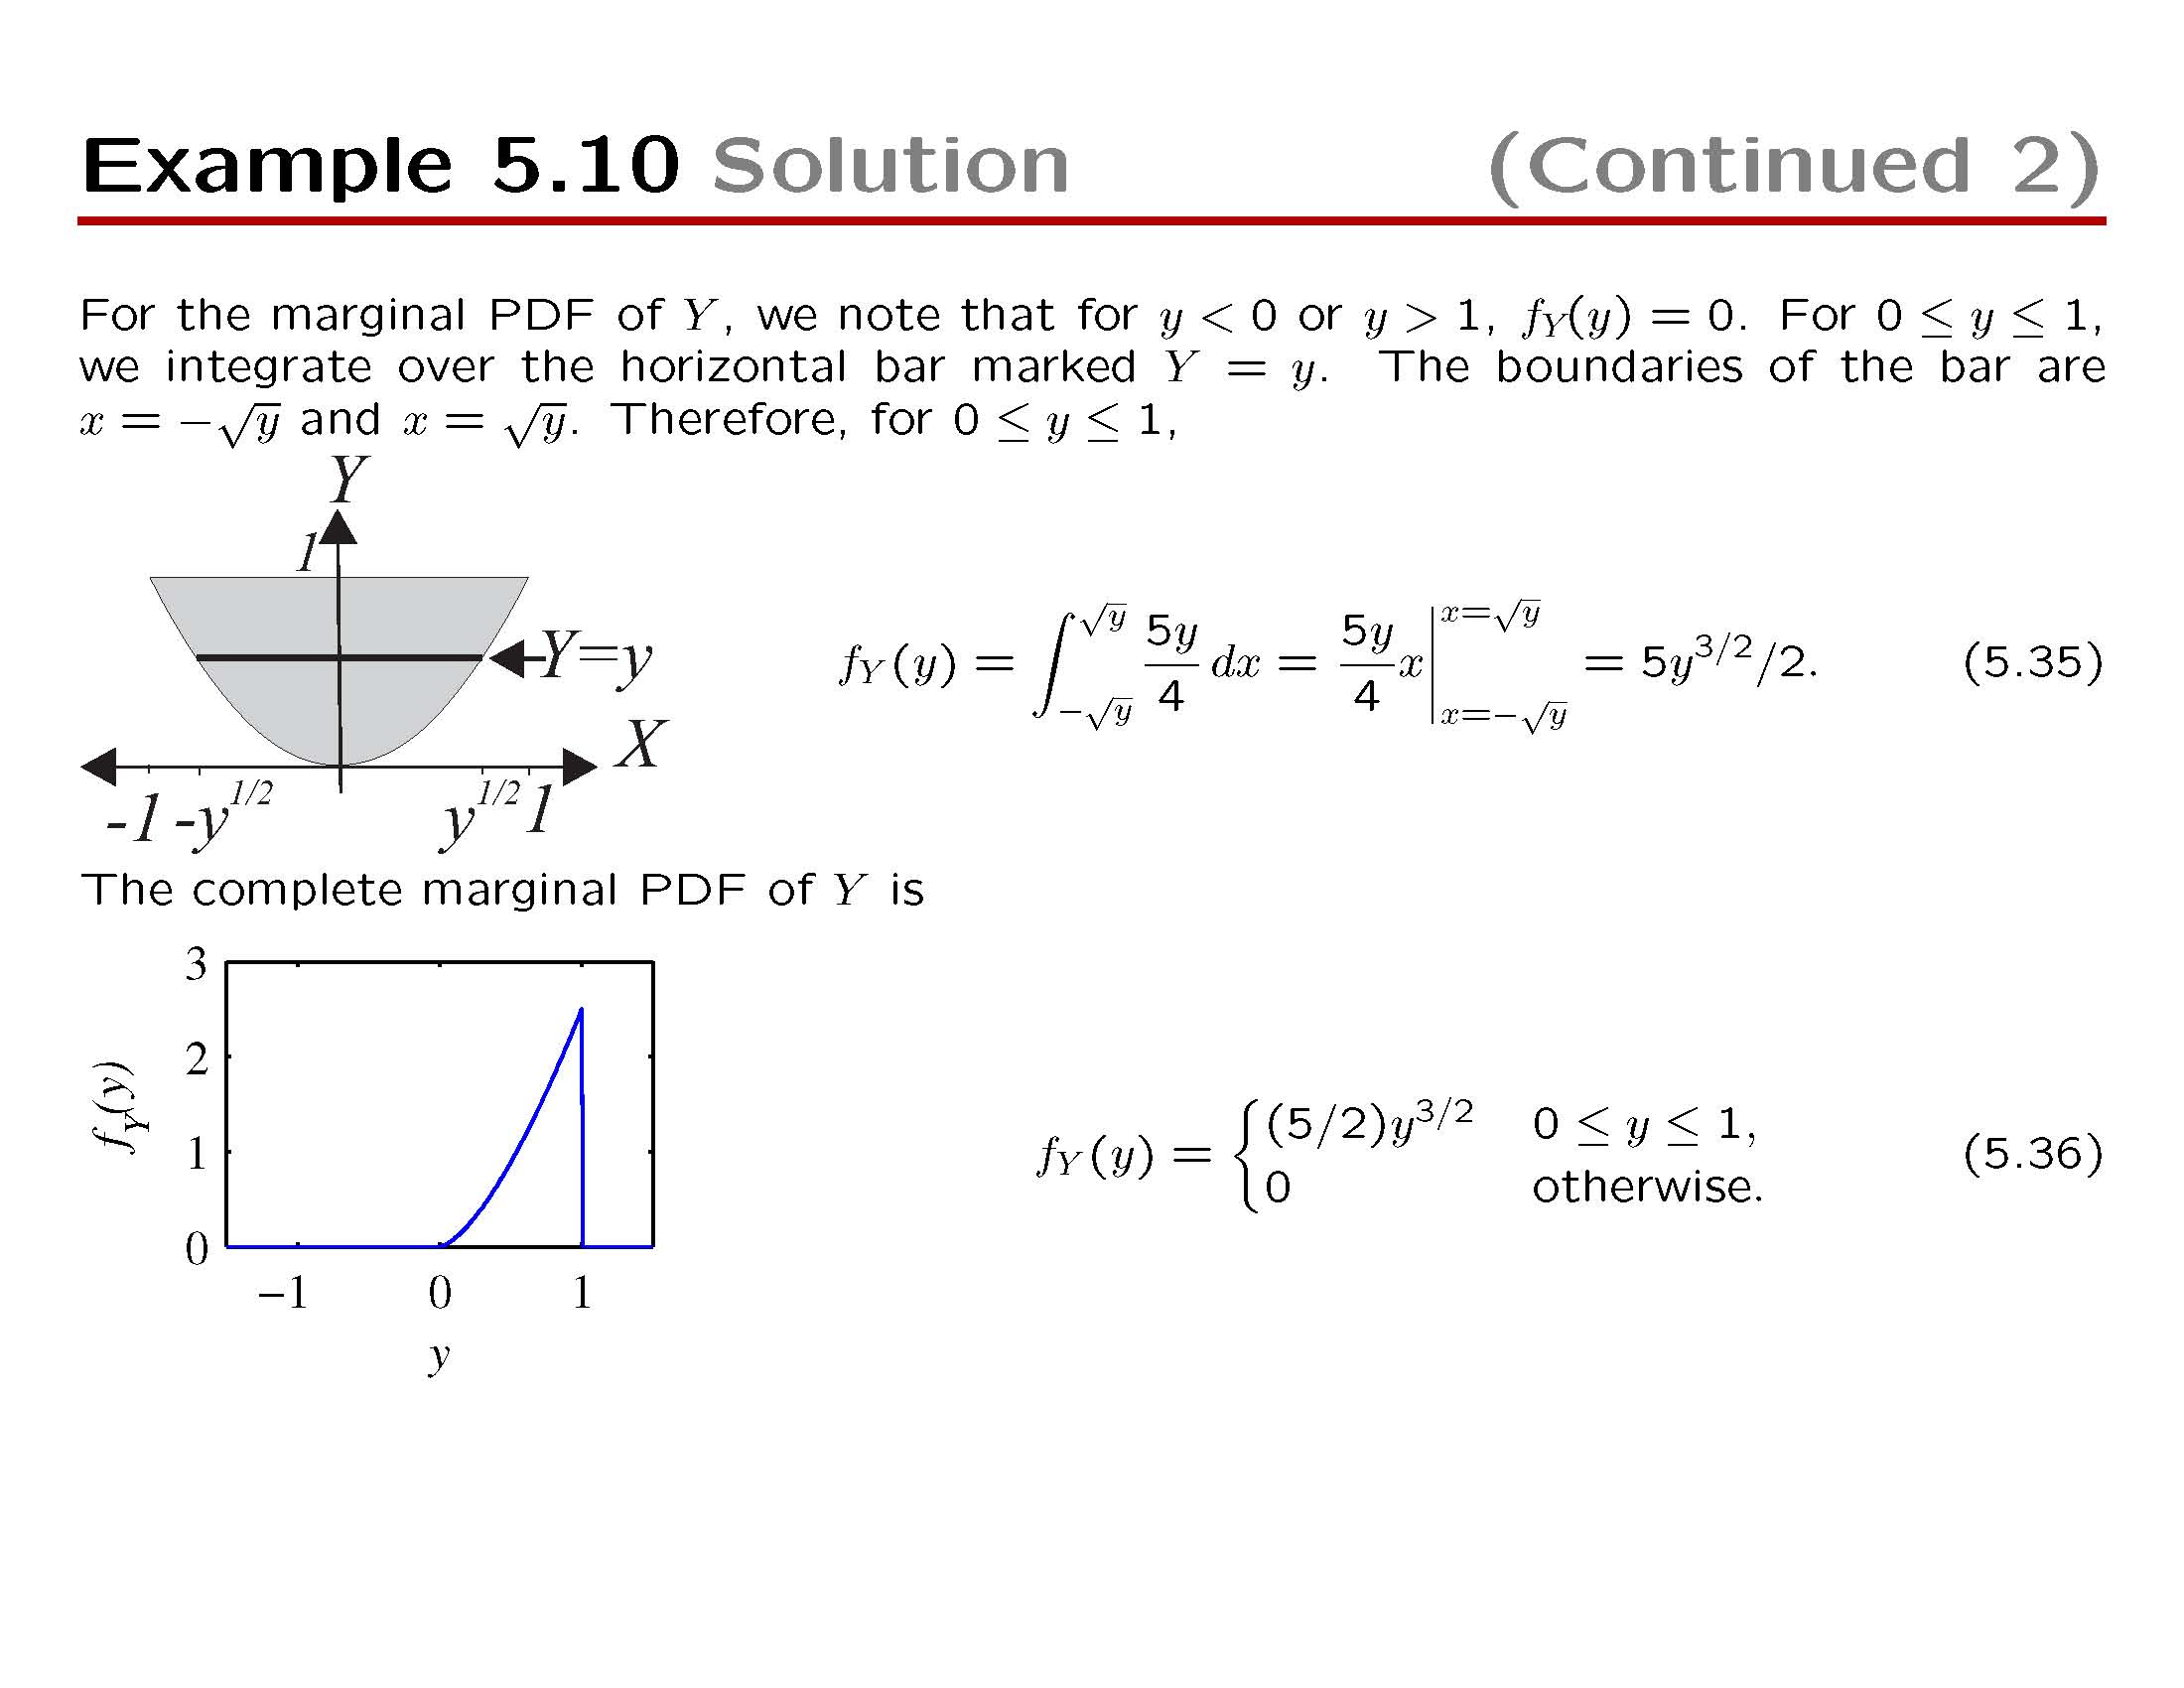 Example 5.10 Solution (Continued 2)
For the marginal PDF of Y, we note that for y < 0 or y > 1, f_Y(y) = 0. For 0 ≤ y ≤ 1,
we integrate over the horizontal bar marked Y = y. The boundaries of the bar are
x = −√y and x = √y. Therefore, for 0 ≤ y ≤ 1,
Y
1
Y=y
X
-1 -y^{1/2} y^{1/2} 1
f_Y(y) = ∫_{−√y}^{√y} 5y/4 dx = 5y/4 x |_{x=−√y}^{x=√y} = 5y^{3/2}/2. (5.35)
The complete marginal PDF of Y is
3
2
1
0
f_Y(y)
−1 0 1
y
f_Y(y) = { (5/2)y^{3/2} 0 ≤ y ≤ 1,
0 otherwise. (5.36)